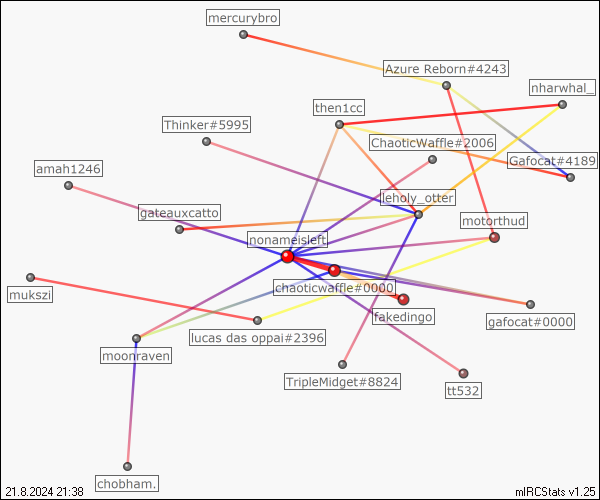 mercurybro
Azure Reborn#4243
nharwhal_
then1cc
Thinker#5995
ChaoticWaffle#2006
Gafocat#4189
amah1246
leholy_otter
gateauxcatto
motorthud
nonameisleft
chaoticwaffle#0000
mukszi
fakedingo
gafocat#0000
lucas das oppai#2396
moonraven
TripleMidget#8824
tt532
chobham.
21.8.2024 21:38
mIRCStats v1.25